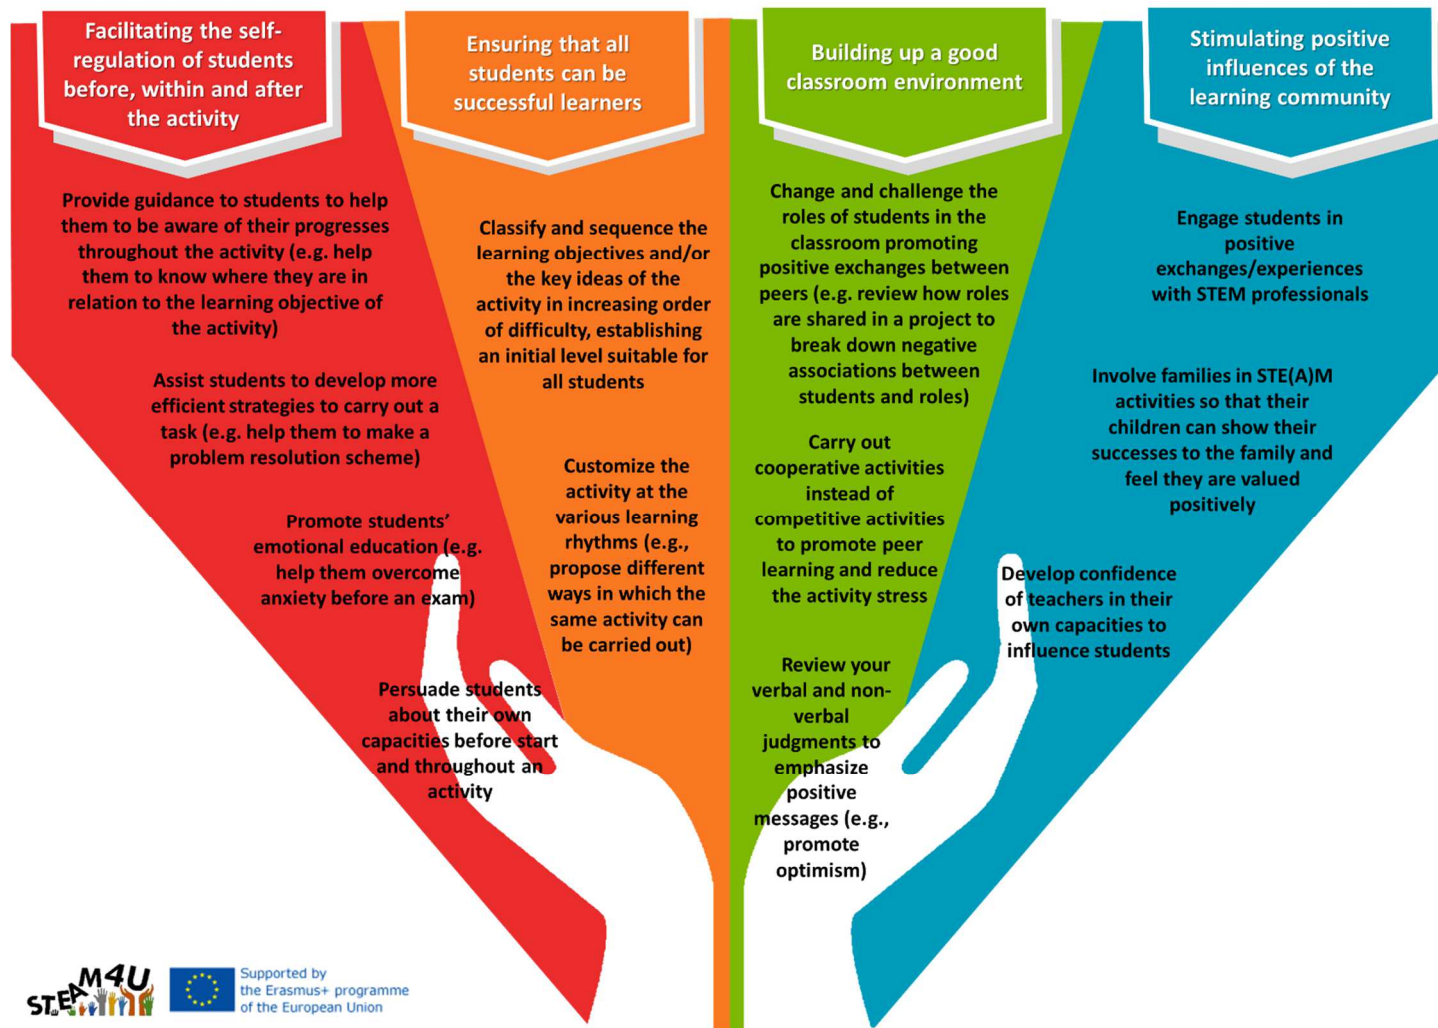 Facilitating the self-
regulation of students
before, within and after
the activity
Provide guidance to students to help
them to be aware of their progresses
throughout the activity (e.g. help
them to know where they are in
relation to the learning objective of
the activity)
Assist students to develop more
efficient strategies to carry out a
task (e.g. help them to make a
problem resolution scheme)
Promote students’
emotional education (e.g.
help them overcome
anxiety before an exam)
Persuade students
about their own
capacities before start
and throughout an
activity
Ensuring that all
students can be
successful learners
Classify and sequence the
learning objectives and/or
the key ideas of the
activity in increasing order
of difficulty, establishing
an initial level suitable for
all students
Customize the
activity at the
various learning
rhythms (e.g.,
propose different
ways in which the
same activity can
be carried out)
Building up a good
classroom environment
Change and challenge the
roles of students in the
classroom promoting
positive exchanges between
peers (e.g. review how roles
are shared in a project to
break down negative
associations between
students and roles)
Carry out
cooperative activities
instead of
competitive activities
to promote peer
learning and reduce
the activity stress
Review your
verbal and non-
verbal
judgments to
emphasize
positive
messages (e.g.,
promote
optimism)
Stimulating positive
influences of the
learning community
Engage students in
positive
exchanges/experiences
with STEM professionals
Involve families in STE(A)M
activities so that their
children can show their
successes to the family and
feel they are valued
positively
Develop confidence
of teachers in their
own capacities to
influence students
STEAM4U
Supported by
the Erasmus+ programme
of the European Union